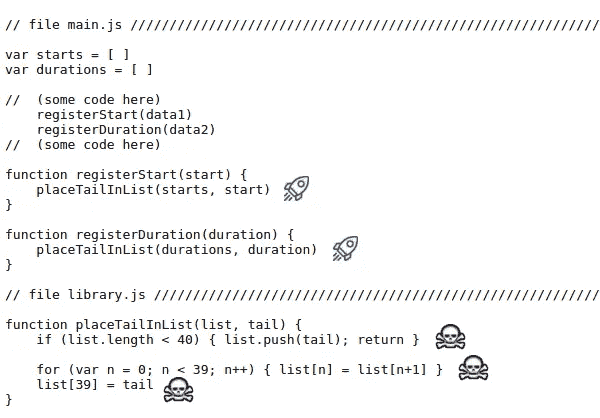 // file main.js ////////////////////////////////////////////////////////////
var starts = [ ]
var durations = [ ]
//  (some code here)
    registerStart(data1)
    registerDuration(data2)
//  (some code here)
function registerStart(start) {
    placeTailInList(starts, start)
}
function registerDuration(duration) {
    placeTailInList(durations, duration)
}
// file library.js /////////////////////////////////////////////////////////
function placeTailInList(list, tail) {
    if (list.length < 40) { list.push(tail); return }
    for (var n = 0; n < 39; n++) { list[n] = list[n+1] }
    list[39] = tail
}